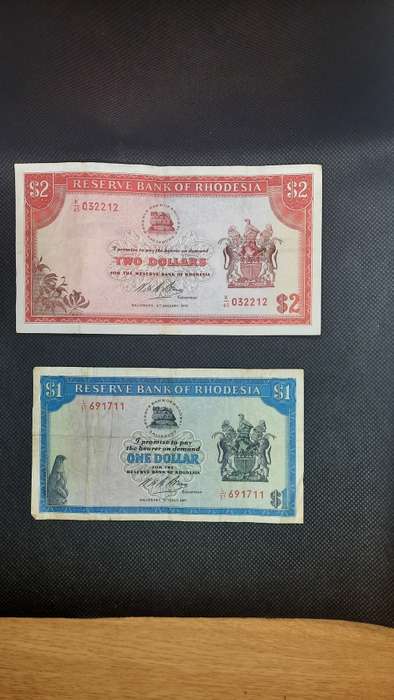 $2 RESERVE BANK OF RHODESIA $2
032212
I promise to pay the bearer on demand
TWO DOLLARS
FOR THE RESERVE BANK OF RHODESIA
Governor
032212
$2
$1 RESERVE BANK OF RHODESIA $1
691711
I promise to pay
the bearer on demand
ONE DOLLAR
FOR THE
RESERVE BANK OF RHODESIA
Governor
691711
$1